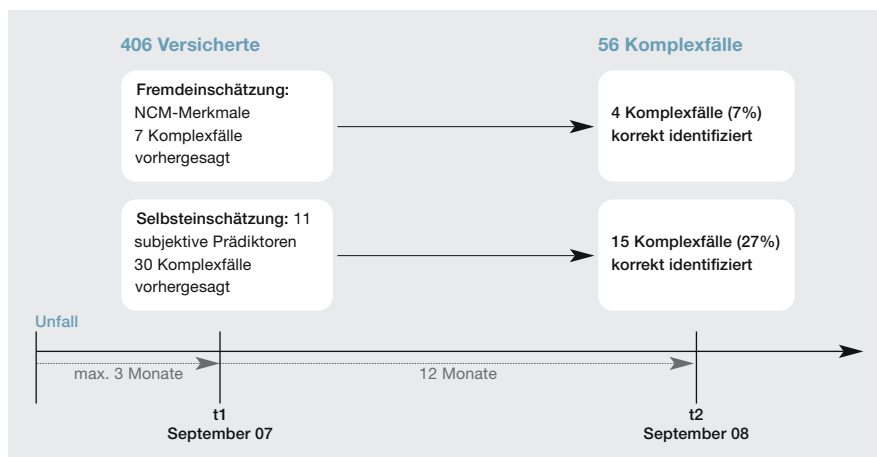 406 Versicherte
56 Komplexfälle
Fremdeinschätzung:
NCM-Merkmale
7 Komplexfälle
vorhergesagt
4 Komplexfälle (7%)
korrekt identifiziert
Selbsteinschätzung: 11
subjektive Prädiktoren
30 Komplexfälle
vorhergesagt
15 Komplexfälle (27%)
korrekt identifiziert
Unfall
max. 3 Monate
12 Monate
t1
September 07
t2
September 08